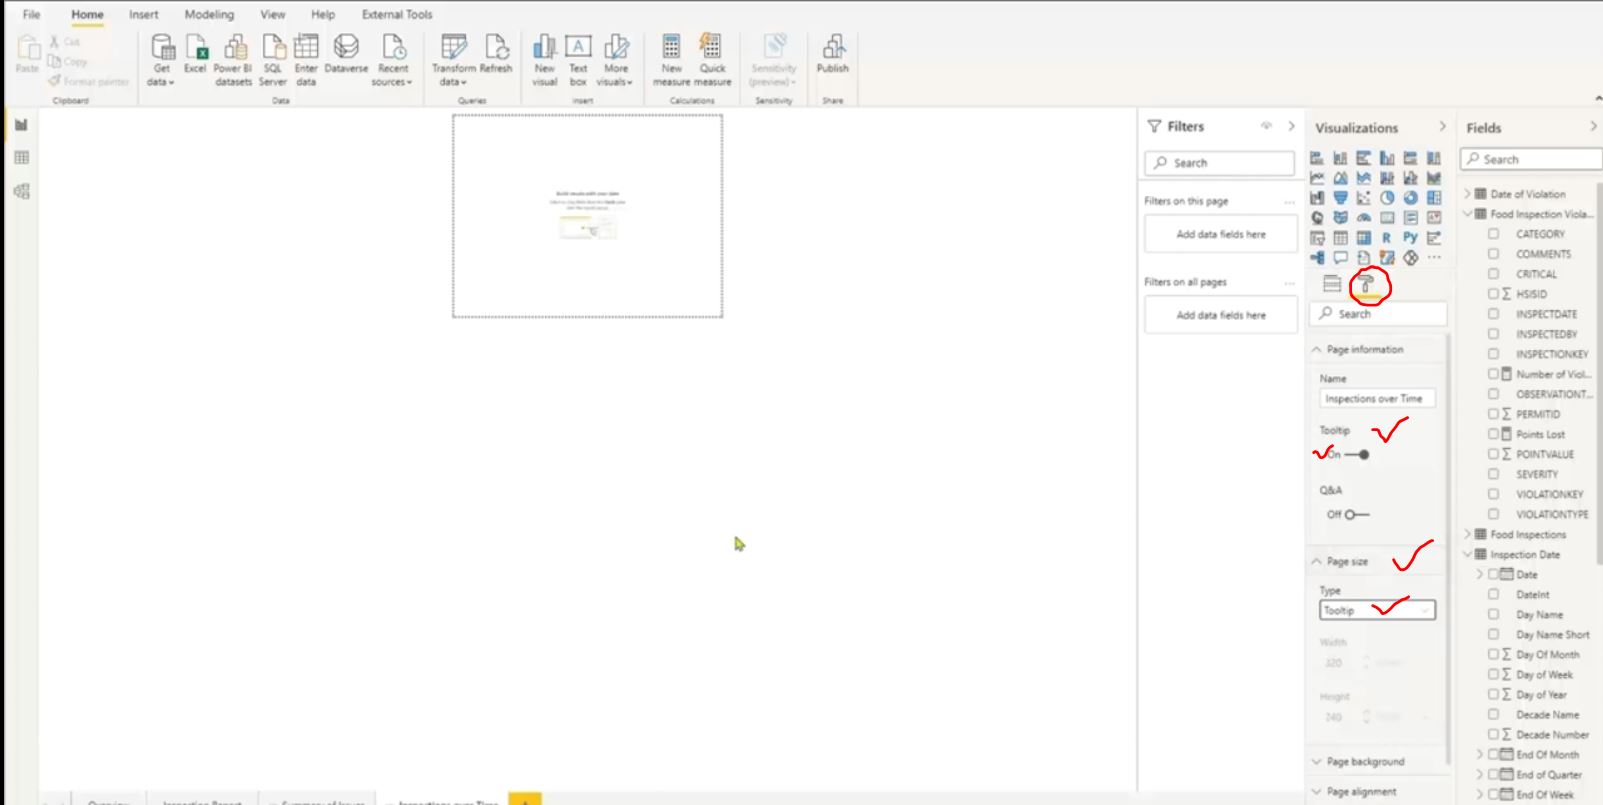 File Home Insert Modeling View Help External Tools
Paste
Cut
Copy
Format painter
Clipboard
Get data
Excel
Power BI datasets
SQL Server
Enter data
Dataverse
Recent sources
Data
Transform data
Refresh
Queries
New visual
Text box
More visuals
Insert
New measure
Quick measure
Calculations
Sensitivity (preview)
Sensitivity
Publish
Share
Build visuals with your data
Filters
Search
Filters on this page
...
Add data fields here
Filters on all pages
...
Add data fields here
Visualizations
R Py
...
Search
Page information
Name
Inspections over Time
Tooltip
On
Q&A
Off
Page size
Type
Tooltip
Width
320
Height
240
Page background
Page alignment
Fields
Search
Date of Violation
Food Inspection Viola...
CATEGORY
COMMENTS
CRITICAL
HSISID
INSPECTDATE
INSPECTEDBY
INSPECTIONKEY
Number of Viol...
OBSERVATIONT...
PERMITID
Points Lost
POINTVALUE
SEVERITY
VIOLATIONKEY
VIOLATIONTYPE
Food Inspections
Inspection Date
Date
DateInt
Day Name
Day Name Short
Day Of Month
Day of Week
Day of Year
Decade Name
Decade Number
End Of Month
End of Quarter
End Of Week
Overview Inspection Report Summary of Issues Inspections over Time